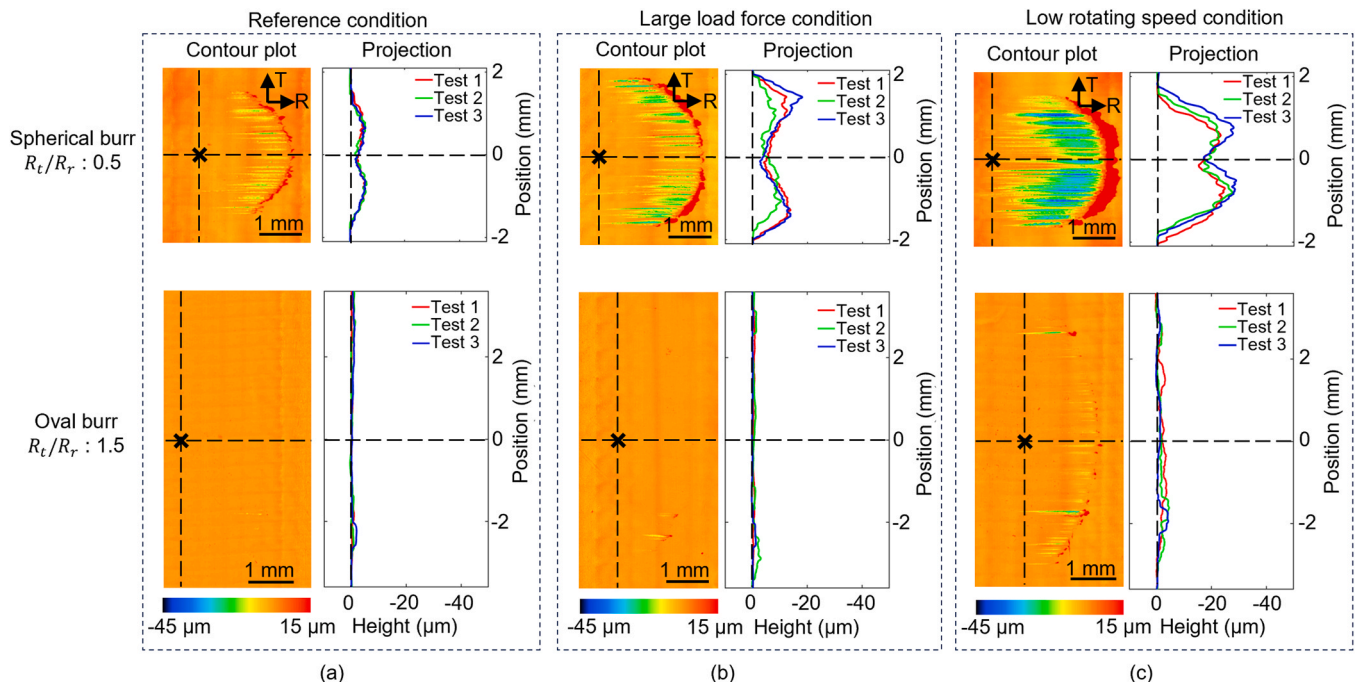 Reference condition
Large load force condition
Low rotating speed condition
Contour plot Projection
Contour plot Projection
Contour plot Projection
Spherical burr
R_t/R_r : 0.5
T
R
1 mm
Test 1
Test 2
Test 3
2
0
-2
Position (mm)
T
R
1 mm
Test 1
Test 2
Test 3
2
0
-2
Position (mm)
T
R
1 mm
Test 1
Test 2
Test 3
2
0
-2
Position (mm)
Oval burr
R_t/R_r : 1.5
1 mm
Test 1
Test 2
Test 3
2
0
-2
Position (mm)
1 mm
Test 1
Test 2
Test 3
2
0
-2
Position (mm)
1 mm
Test 1
Test 2
Test 3
2
0
-2
Position (mm)
0 -20 -40
-45 µm 15 µm Height (µm)
0 -20 -40
-45 µm 15 µm Height (µm)
0 -20 -40
-45 µm 15 µm Height (µm)
(a)
(b)
(c)